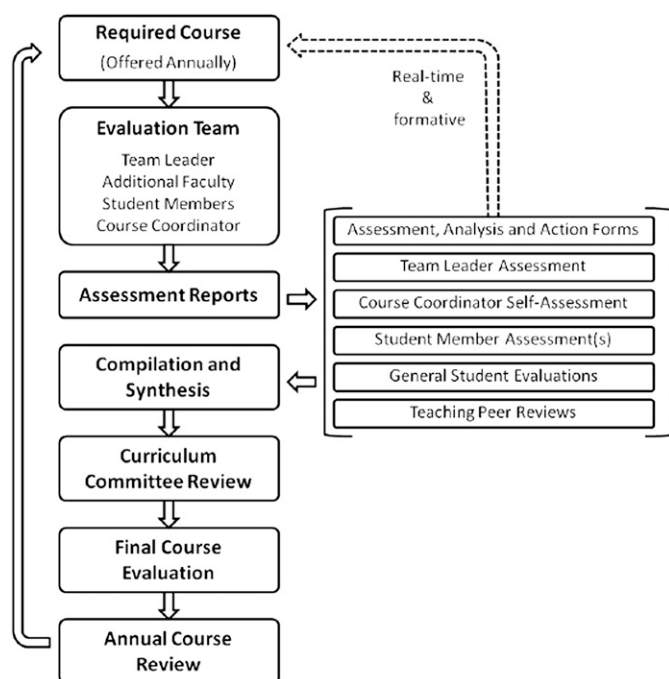 Required Course
(Offered Annually)
Real-time
&
formative
Evaluation Team
Team Leader
Additional Faculty
Student Members
Course Coordinator
Assessment Reports
Assessment, Analysis and Action Forms
Team Leader Assessment
Course Coordinator Self-Assessment
Student Member Assessment(s)
General Student Evaluations
Teaching Peer Reviews
Compilation and
Synthesis
Curriculum
Committee Review
Final Course
Evaluation
Annual Course
Review